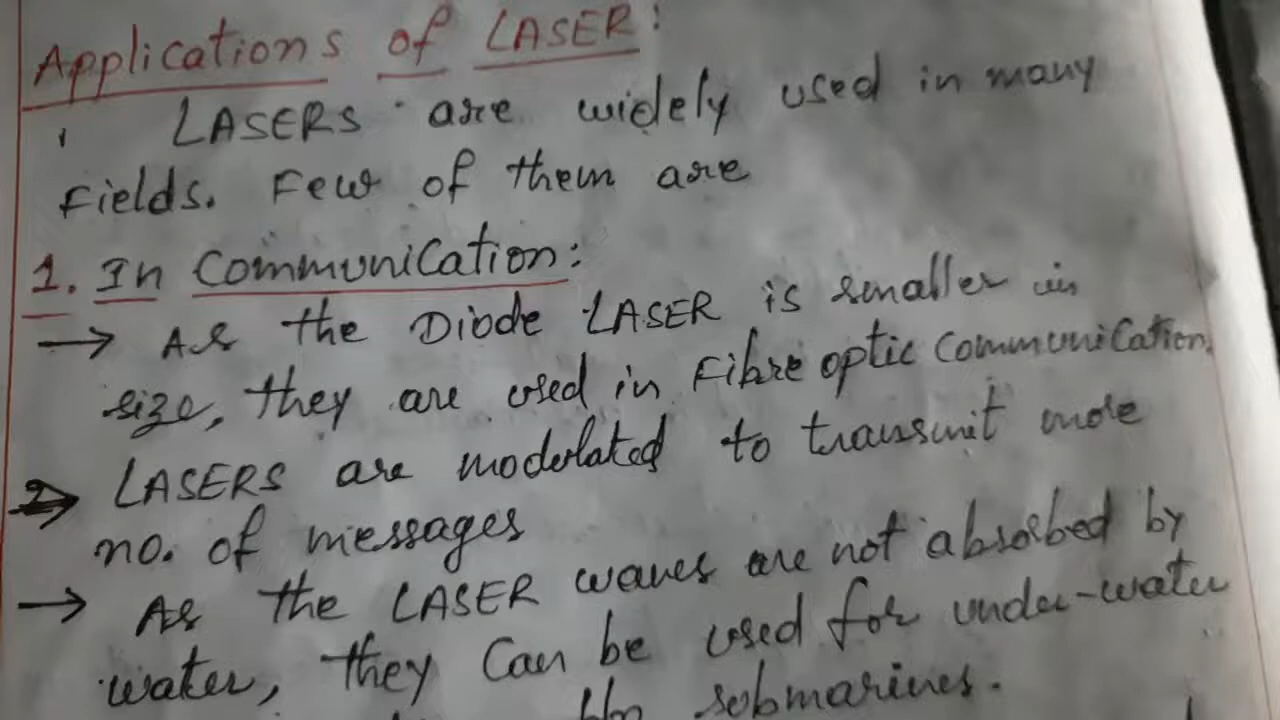 Applications of LASER:
LASERS are widely used in many
fields. Few of them are
1. In Communication:
→ As the Diode LASER is smaller in
size, they are used in Fibre optic Communication.
→ LASERS are modulated to transmit more
no. of messages
→ As the LASER waves are not absorbed by
water, they can be used for under-water
submarines.